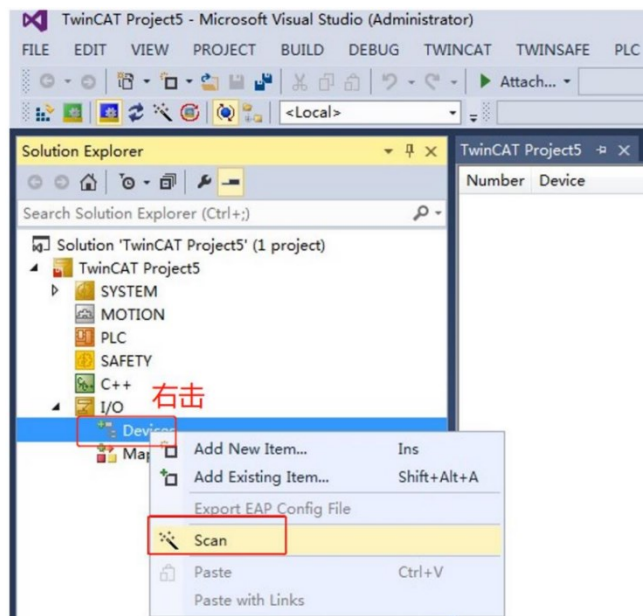 TwinCAT Project5 - Microsoft Visual Studio (Administrator)
FILE EDIT VIEW PROJECT BUILD DEBUG TWINCAT TWINSAFE PLC
Attach...
<Local>
Solution Explorer
TwinCAT Project5
Number Device
Search Solution Explorer (Ctrl+;)
Solution 'TwinCAT Project5' (1 project)
TwinCAT Project5
SYSTEM
MOTION
PLC
SAFETY
C++
右击
I/O
Devices
Map
Add New Item... Ins
Add Existing Item... Shift+Alt+A
Export EAP Config File
Scan
Paste Ctrl+V
Paste with Links